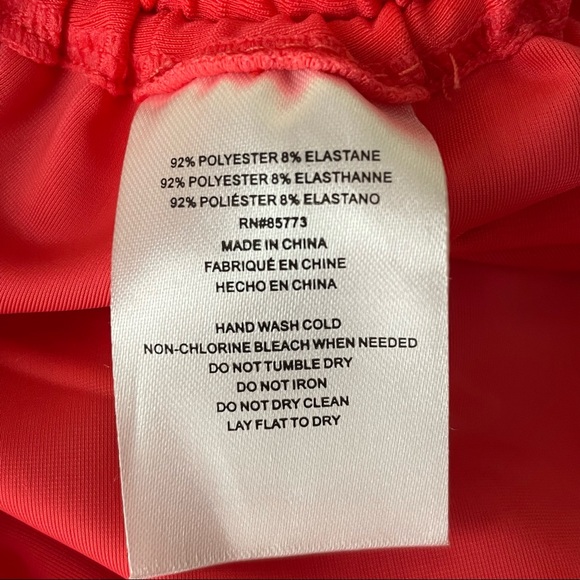 92% POLYESTER 8% ELASTANE
92% POLYESTER 8% ELASTHANNE
92% POLIÉSTER 8% ELASTANO
RN#85773
MADE IN CHINA
FABRIQUÉ EN CHINE
HECHO EN CHINA
HAND WASH COLD
NON-CHLORINE BLEACH WHEN NEEDED
DO NOT TUMBLE DRY
DO NOT IRON
DO NOT DRY CLEAN
LAY FLAT TO DRY